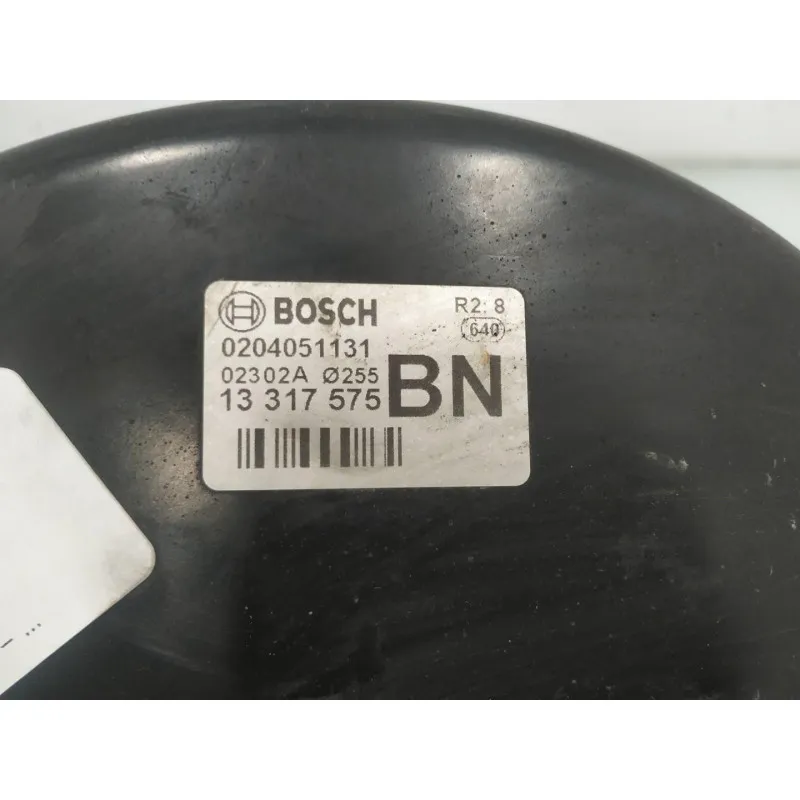 BOSCH R2: 8
640
0204051131
02302A Ø255
13 317 575 BN